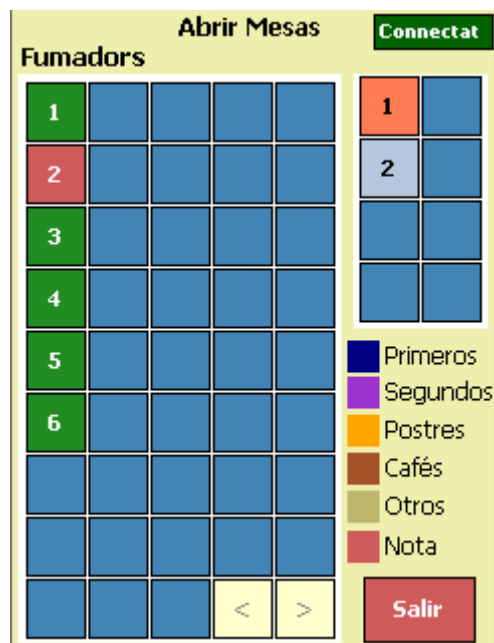 Abrir Mesas
Connectat
Fumadors
1
2
3
4
5
6
< >
1
2
Primeros
Segundos
Postres
Cafés
Otros
Nota
Salir